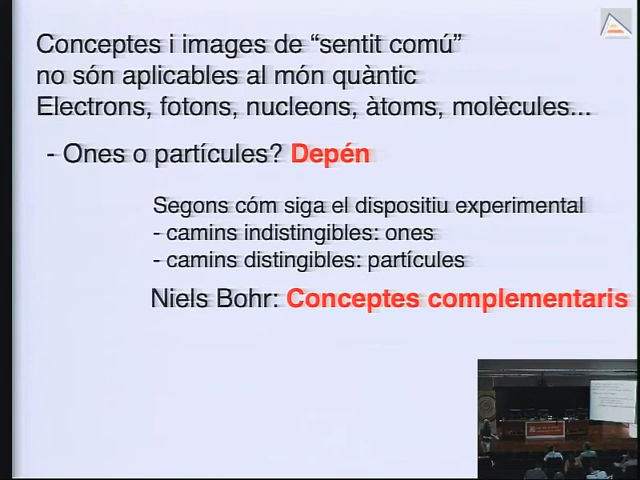 Conceptes i images de “sentit comú”
no són aplicables al món quàntic
Electrons, fotons, nucleons, àtoms, molècules...
- Ones o partícules? Depén
Segons cóm siga el dispositiu experimental
- camins indistingibles: ones
- camins distingibles: partícules
Niels Bohr: Conceptes complementaris